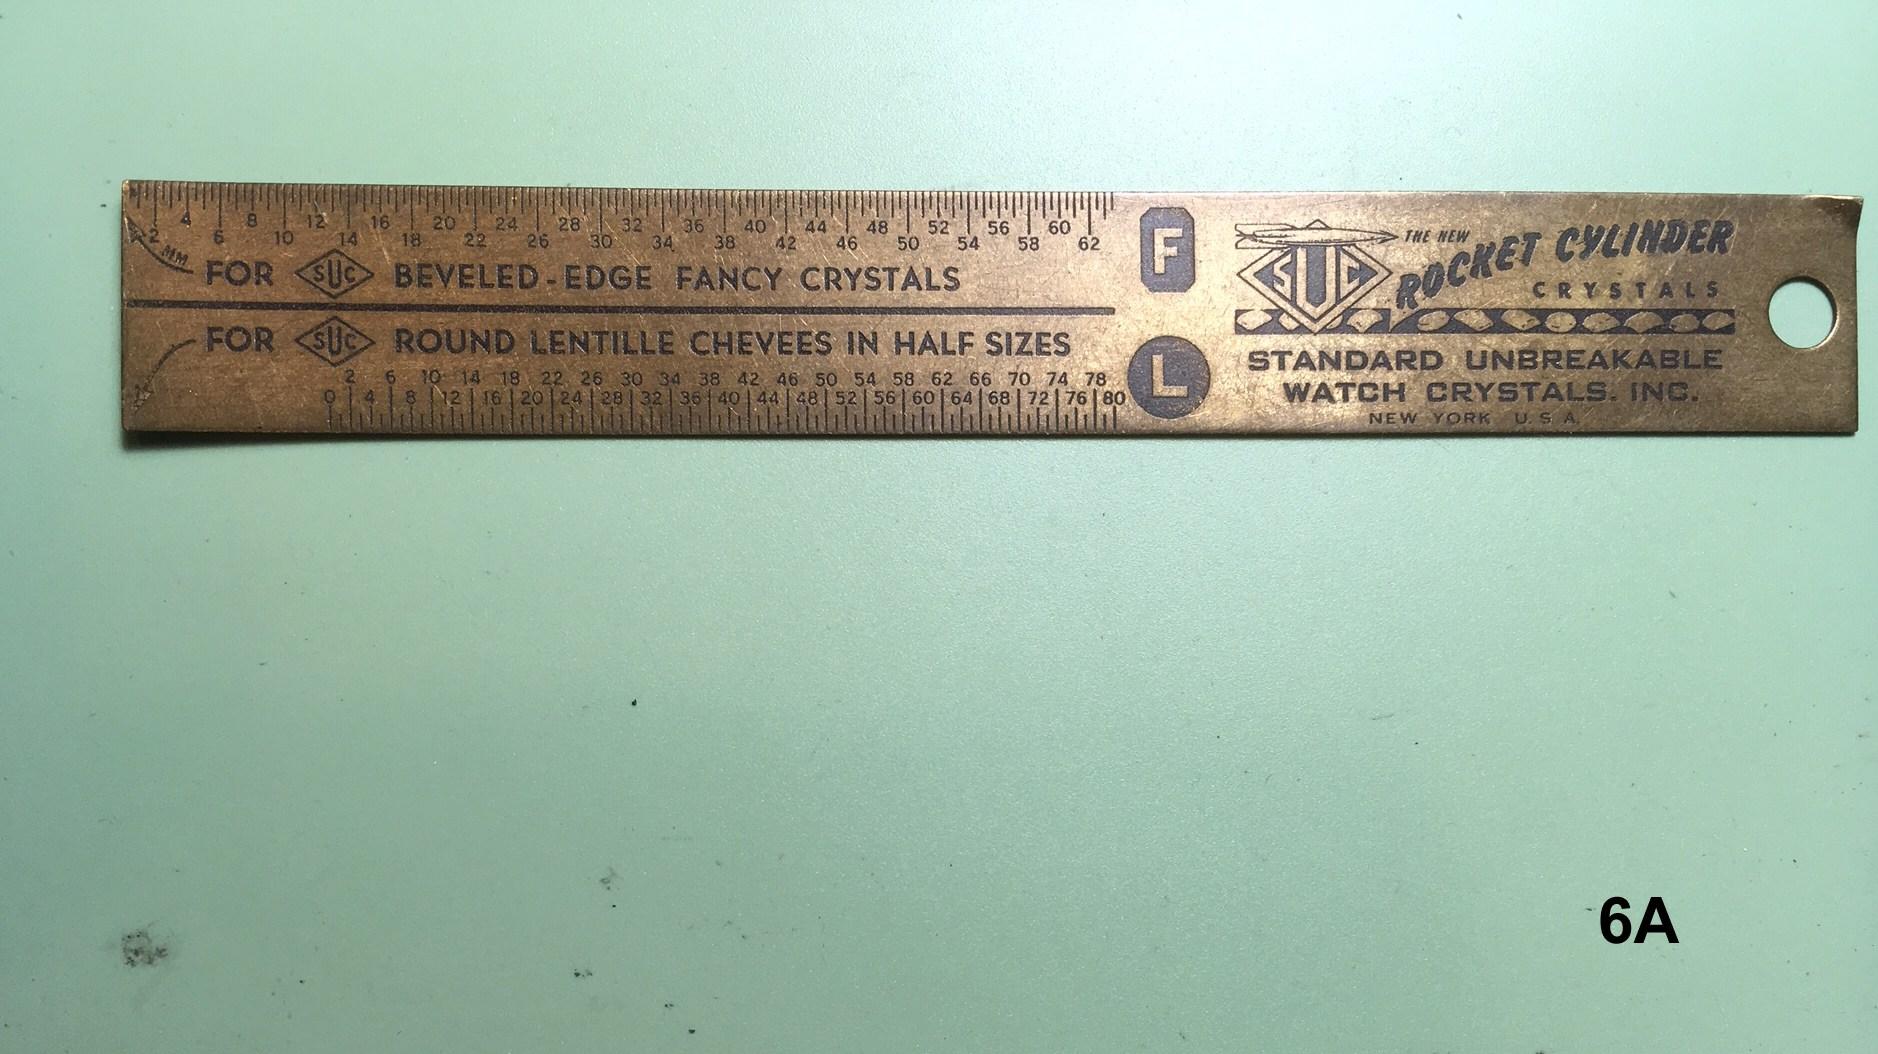 4 8 12 16 20 24 28 32 36 40 44 48 52 56 60
2 6 10 14 18 22 26 30 34 38 42 46 50 54 58 62
MM
FOR SUC BEVELED-EDGE FANCY CRYSTALS
F
FOR SUC ROUND LENTILLE CHEVEES IN HALF SIZES
2 6 10 14 18 22 26 30 34 38 42 46 50 54 58 62 66 70 74 78
0 4 8 12 16 20 24 28 32 36 40 44 48 52 56 60 64 68 72 76 80
L
SUC
THE NEW
ROCKET CYLINDER
CRYSTALS
STANDARD UNBREAKABLE
WATCH CRYSTALS. INC.
NEW YORK U.S.A.
6A